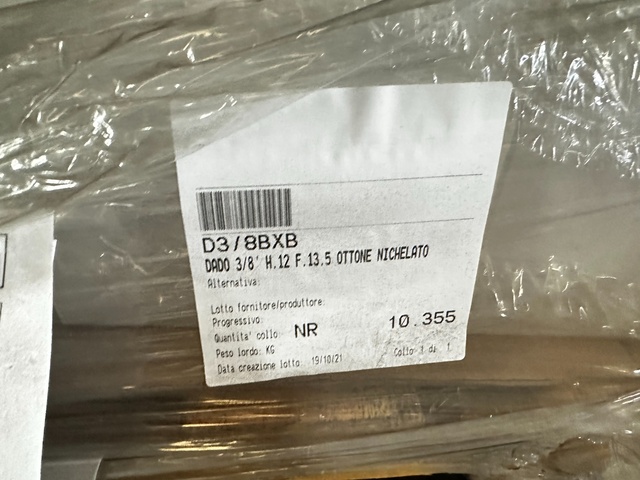 D3/8BXB
DADO 3/8' H.12 F.13.5 OTTONE NICHELATO
Alternativa:
Lotto fornitore/produttore:
Progressivo:
Quantita' collo: NR 10.355
Peso lordo: KG
Collo 1 di 1
Data creazione lotto: 19/10/21